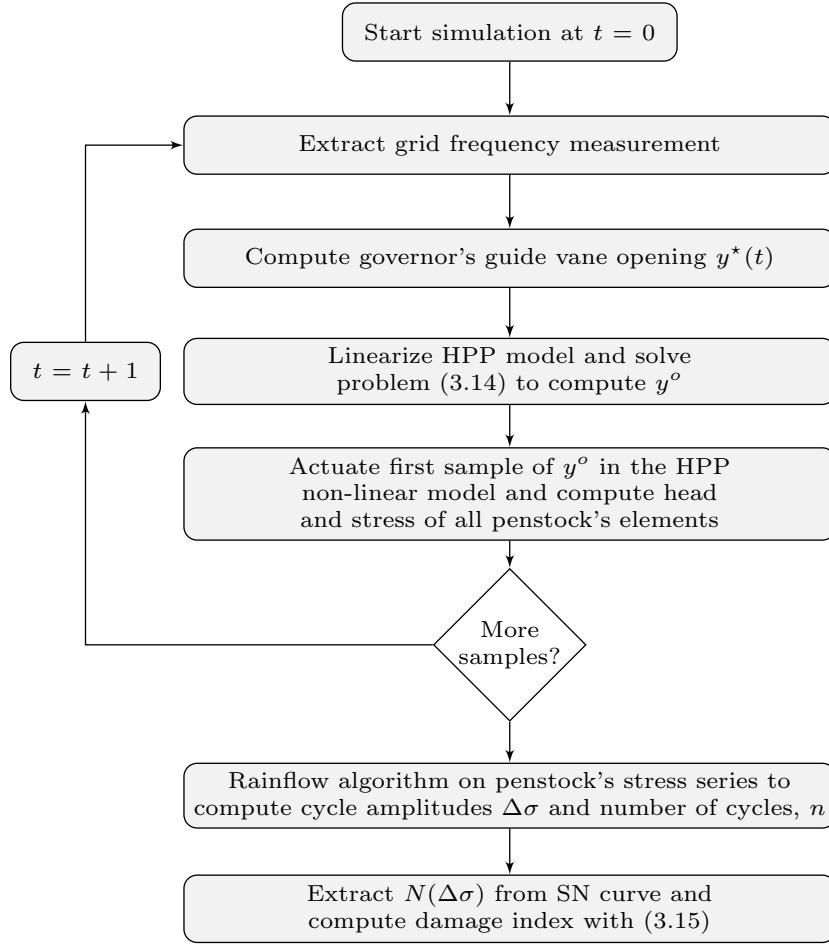 Start simulation at t = 0
Extract grid frequency measurement
Compute governor's guide vane opening y⋆(t)
Linearize HPP model and solve
problem (3.14) to compute yᵒ
t = t + 1
Actuate first sample of yᵒ in the HPP
non-linear model and compute head
and stress of all penstock's elements
More
samples?
Rainflow algorithm on penstock's stress series to
compute cycle amplitudes Δσ and number of cycles, n
Extract N(Δσ) from SN curve and
compute damage index with (3.15)